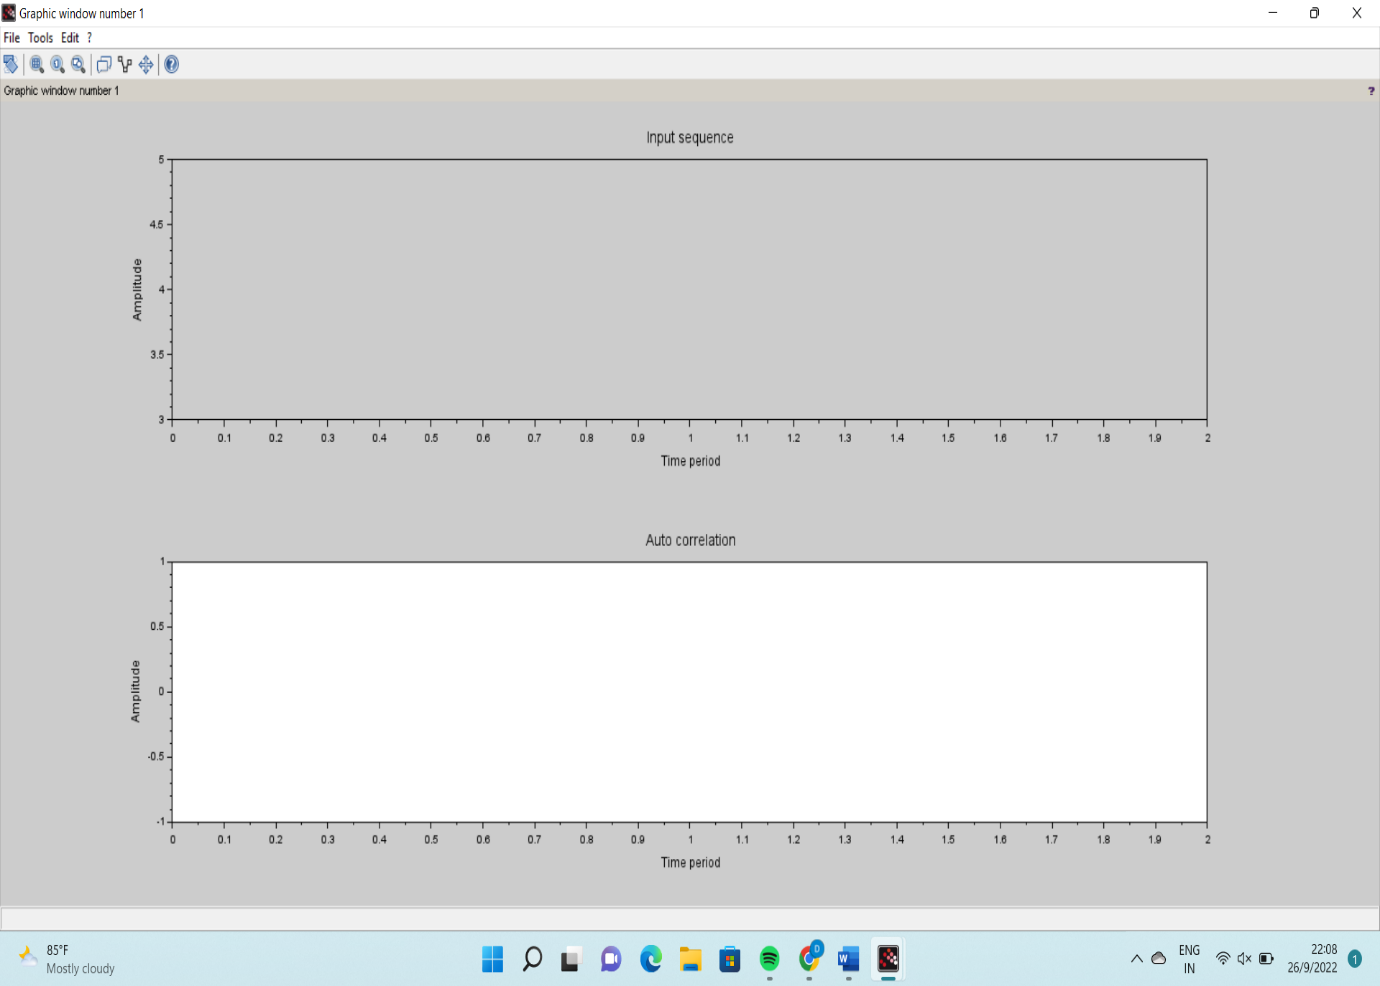 Graphic window number 1
File Tools Edit ?
Graphic window number 1 ?
Input sequence
5
4.5
4
3.5
3
Amplitude
0 0.1 0.2 0.3 0.4 0.5 0.6 0.7 0.8 0.9 1 1.1 1.2 1.3 1.4 1.5 1.6 1.7 1.8 1.9 2
Time period
Auto correlation
1
0.5
0
-0.5
-1
Amplitude
0 0.1 0.2 0.3 0.4 0.5 0.6 0.7 0.8 0.9 1 1.1 1.2 1.3 1.4 1.5 1.6 1.7 1.8 1.9 2
Time period
85°F
Mostly cloudy
D
W
ENG
IN
22:08
26/9/2022
1